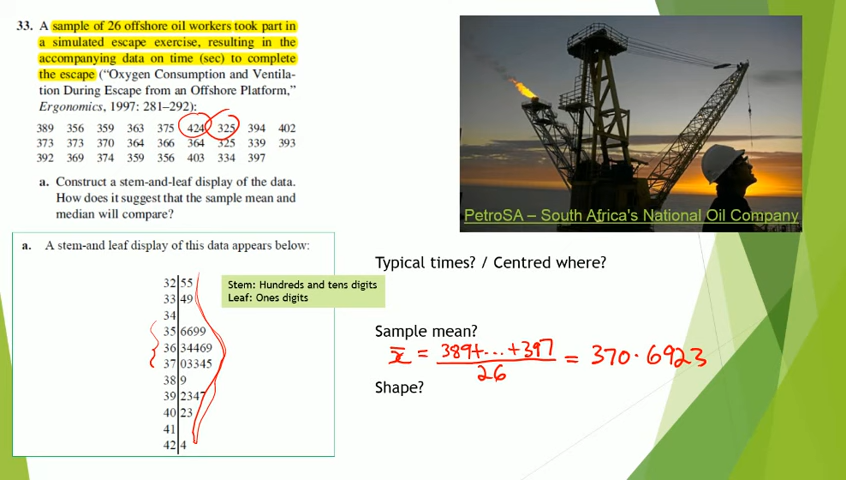 33. A sample of 26 offshore oil workers took part in
a simulated escape exercise, resulting in the
accompanying data on time (sec) to complete
the escape ("Oxygen Consumption and Ventila-
tion During Escape from an Offshore Platform,"
Ergonomics, 1997: 281–292):
389 356 359 363 375 424 325 394 402
373 373 370 364 366 364 325 339 393
392 369 374 359 356 403 334 397
a. Construct a stem-and-leaf display of the data.
How does it suggest that the sample mean and
median will compare?
a. A stem-and leaf display of this data appears below:
32 55
33 49
34
35 6699
36 34469
37 03345
38 9
39 2347
40 23
41
42 4
Stem: Hundreds and tens digits
Leaf: Ones digits
PetroSA – South Africa's National Oil Company
Typical times? / Centred where?
Sample mean?
x̄ = 389+...+397 / 26 = 370.6923
Shape?